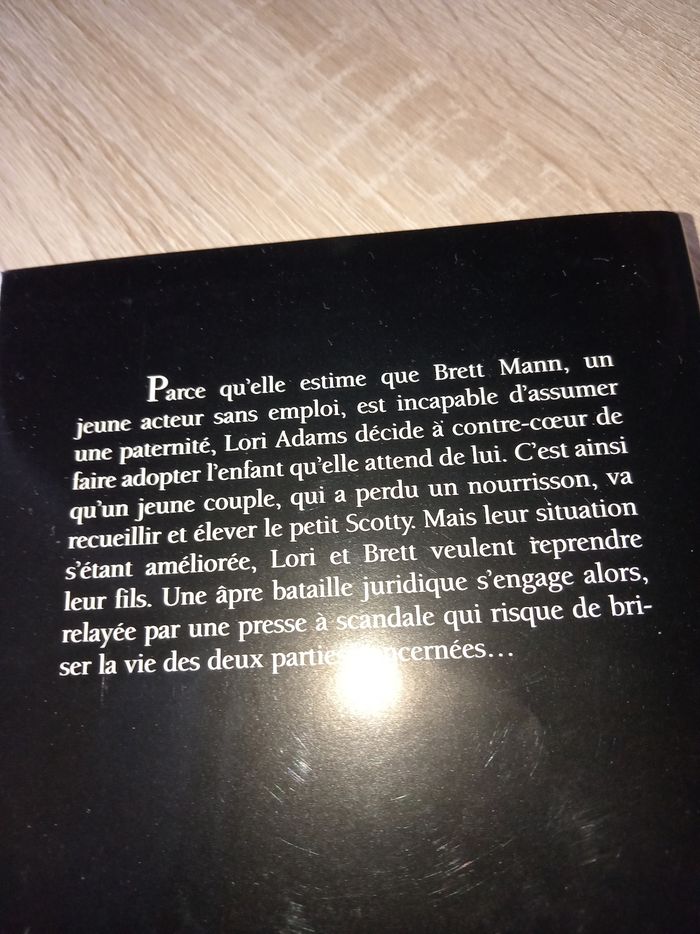 Parce qu'elle estime que Brett Mann, un
jeune acteur sans emploi, est incapable d'assumer
une paternité, Lori Adams décide à contre-cœur de
faire adopter l'enfant qu'elle attend de lui. C'est ainsi
qu'un jeune couple, qui a perdu un nourrisson, va
recueillir et élever le petit Scotty. Mais leur situation
s'étant améliorée, Lori et Brett veulent reprendre
leur fils. Une âpre bataille juridique s'engage alors,
relayée par une presse à scandale qui risque de bri-
ser la vie des deux parties concernées...